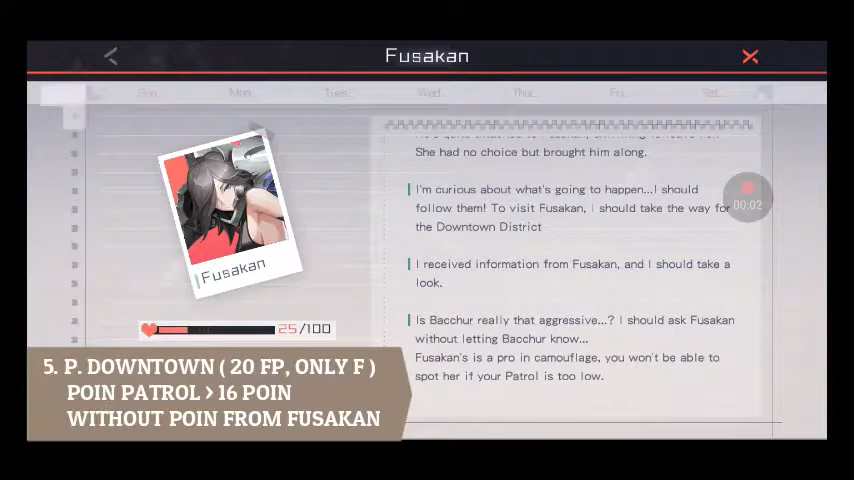 Fusakan
Sun. Mon. Tues. Wed. Thur. Fri. Sat.
She had no choice but brought him along.
I'm curious about what's going to happen...I should
follow them! To visit Fusakan, I should take the way for
the Downtown District
00:02
I received information from Fusakan, and I should take a
look.
Fusakan
25/100
Is Bacchur really that aggressive...? I should ask Fusakan
without letting Bacchur know...
Fusakan's is a pro in camouflage, you won't be able to
spot her if your Patrol is too low.
5. P. DOWNTOWN ( 20 FP, ONLY F )
POIN PATROL > 16 POIN
WITHOUT POIN FROM FUSAKAN